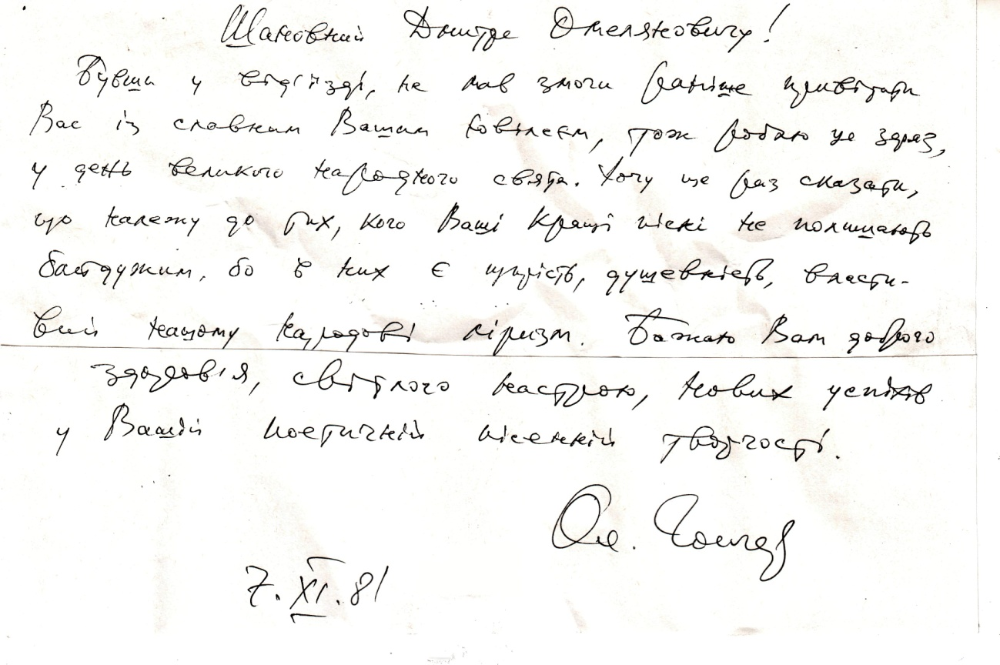 Шановний Дмитре Омеляновичу!
Бувши у від'їзді, не мав змоги раніше привітати
Вас із славним Вашим ювілеєм, тож роблю це зараз,
у день великого народного свята. Хочу ще раз сказати,
що належу до тих, кого Ваші кращі пісні не полишають
байдужим, бо в них є щирість, душевність, власти-
вий нашому народові ліризм. Бажаю Вам доброго
здоров'я, світлого настрою, нових успіхів
у Вашій поетичній пісенній творчості.
Ол. Гончар
7.XI.81